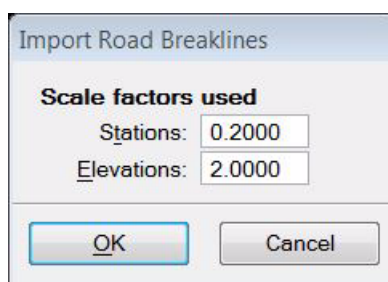 Import Road Breaklines
Scale factors used
Stations: 0.2000
Elevations: 2.0000
OK Cancel